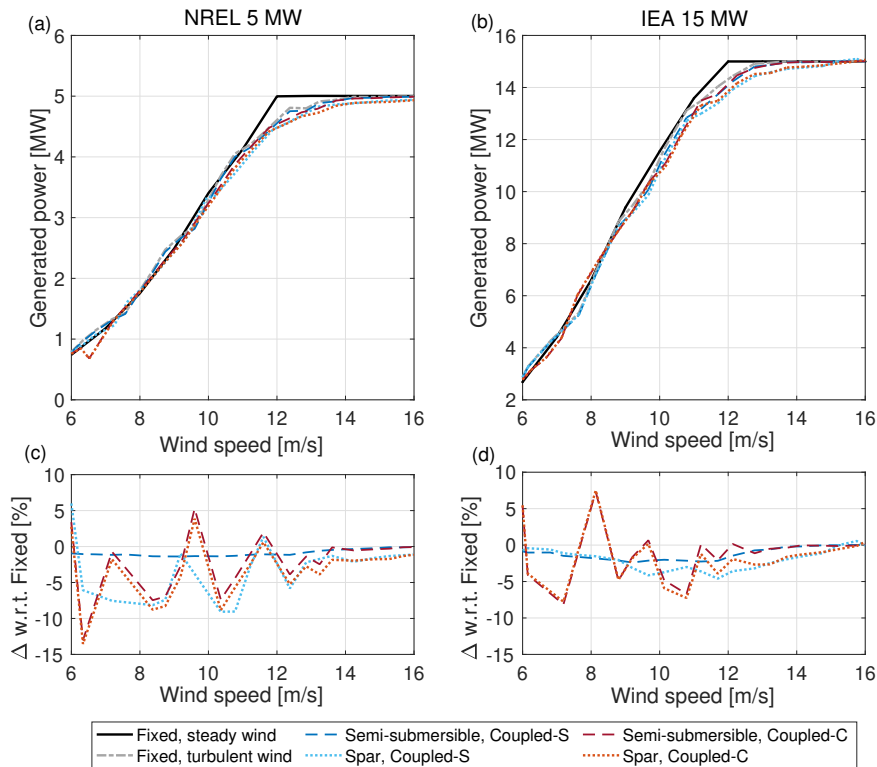 NREL 5 MW
IEA 15 MW
(a)
(b)
Generated power [MW]
6
5
4
3
2
1
0
6 8 10 12 14 16
Wind speed [m/s]
Generated power [MW]
16
14
12
10
8
6
4
2
6 8 10 12 14 16
Wind speed [m/s]
(c)
(d)
Δ w.r.t. Fixed [%]
10
5
0
-5
-10
-15
6 8 10 12 14 16
Wind speed [m/s]
Δ w.r.t. Fixed [%]
10
5
0
-5
-10
-15
6 8 10 12 14 16
Wind speed [m/s]
Fixed, steady wind
Semi-submersible, Coupled-S
Semi-submersible, Coupled-C
Fixed, turbulent wind
Spar, Coupled-S
Spar, Coupled-C